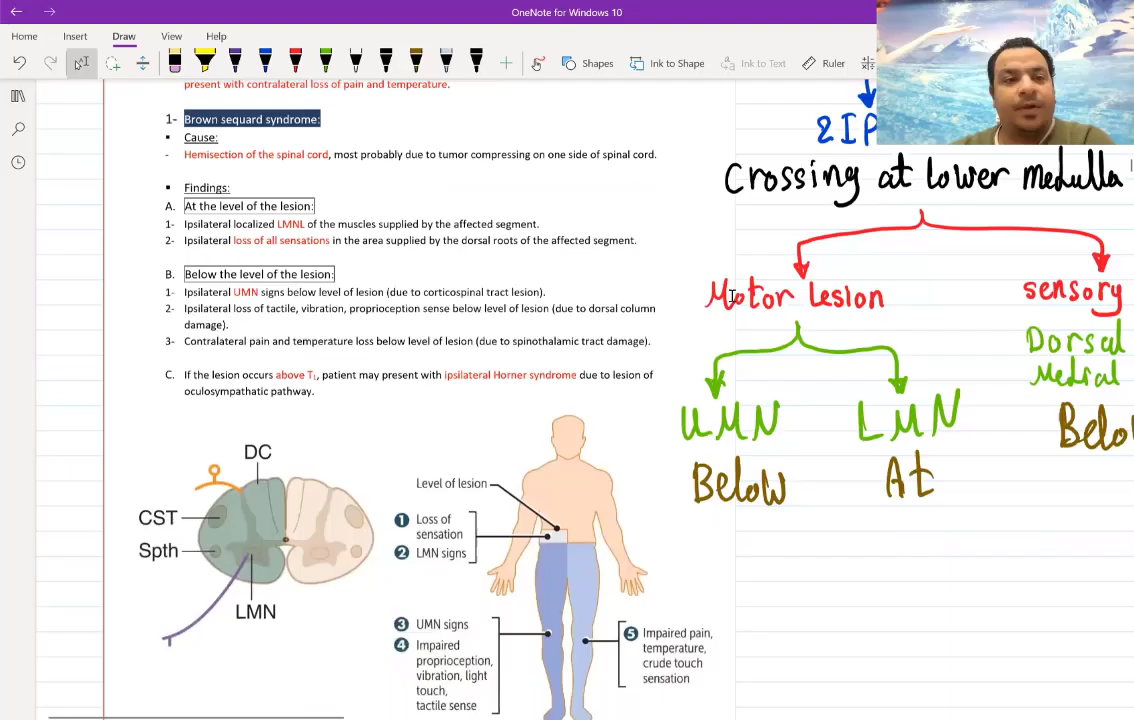 OneNote for Windows 10
Home Insert Draw View Help
Shapes Ink to Shape Ink to Text Ruler
present with contralateral loss of pain and temperature.
1- Brown sequard syndrome:
▪ Cause:
- Hemisection of the spinal cord, most probably due to tumor compressing on one side of spinal cord.
▪ Findings:
A. At the level of the lesion:
1- Ipsilateral localized LMNL of the muscles supplied by the affected segment.
2- Ipsilateral loss of all sensations in the area supplied by the dorsal roots of the affected segment.
B. Below the level of the lesion:
1- Ipsilateral UMN signs below level of lesion (due to corticospinal tract lesion).
2- Ipsilateral loss of tactile, vibration, proprioception sense below level of lesion (due to dorsal column
damage).
3- Contralateral pain and temperature loss below level of lesion (due to spinothalamic tract damage).
C. If the lesion occurs above T1, patient may present with ipsilateral Horner syndrome due to lesion of
oculosympathatic pathway.
DC
CST
Spth
LMN
Level of lesion
1 Loss of
sensation
2 LMN signs
3 UMN signs
4 Impaired
proprioception,
vibration, light
touch,
tactile sense
5 Impaired pain,
temperature,
crude touch
sensation
Crossing at lower medulla
Motor Lesion
sensory
Dorsal
Medial
UMN
LMN
Below
At